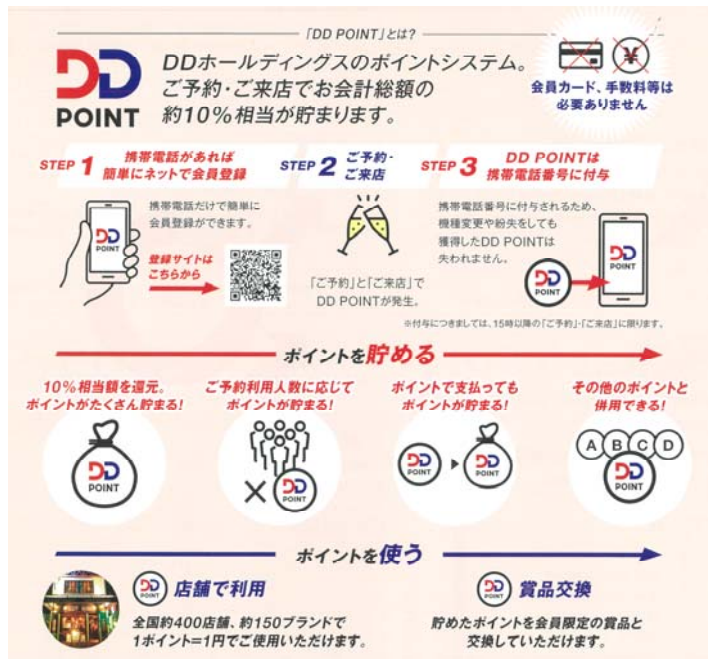 「DD POINT」とは?
DD
POINT
DDホールディングスのポイントシステム。
ご予約・ご来店でお会計総額の
約10%相当が貯まります。
¥
会員カード、手数料等は
必要ありません
STEP 1 携帯電話があれば
簡単にネットで会員登録
STEP 2 ご予約・
ご来店
STEP 3 DD POINTは
携帯電話番号に付与
DD
POINT
携帯電話だけで簡単に
会員登録ができます。
登録サイトは
こちらから
「ご予約」と「ご来店」で
DD POINTが発生。
携帯電話番号に付与されるため、
機種変更や紛失をしても
獲得したDD POINTは
失われません。
DD
POINT
DD
POINT
※付与につきましては、15時以降の「ご予約」・「ご来店」に限ります。
ポイントを貯める
10%相当額を還元。
ポイントがたくさん貯まる!
ご予約利用人数に応じて
ポイントが貯まる!
ポイントで支払っても
ポイントが貯まる!
その他のポイントと
併用できる!
DD
POINT
×
DD
POINT
DD
POINT
DD
POINT
A B C D
DD
POINT
ポイントを使う
DD
POINT
店舗で利用
全国約400店舗、約150ブランドで
1ポイント=1円でご使用いただけます。
DD
POINT
賞品交換
貯めたポイントを会員限定の賞品と
交換していただけます。